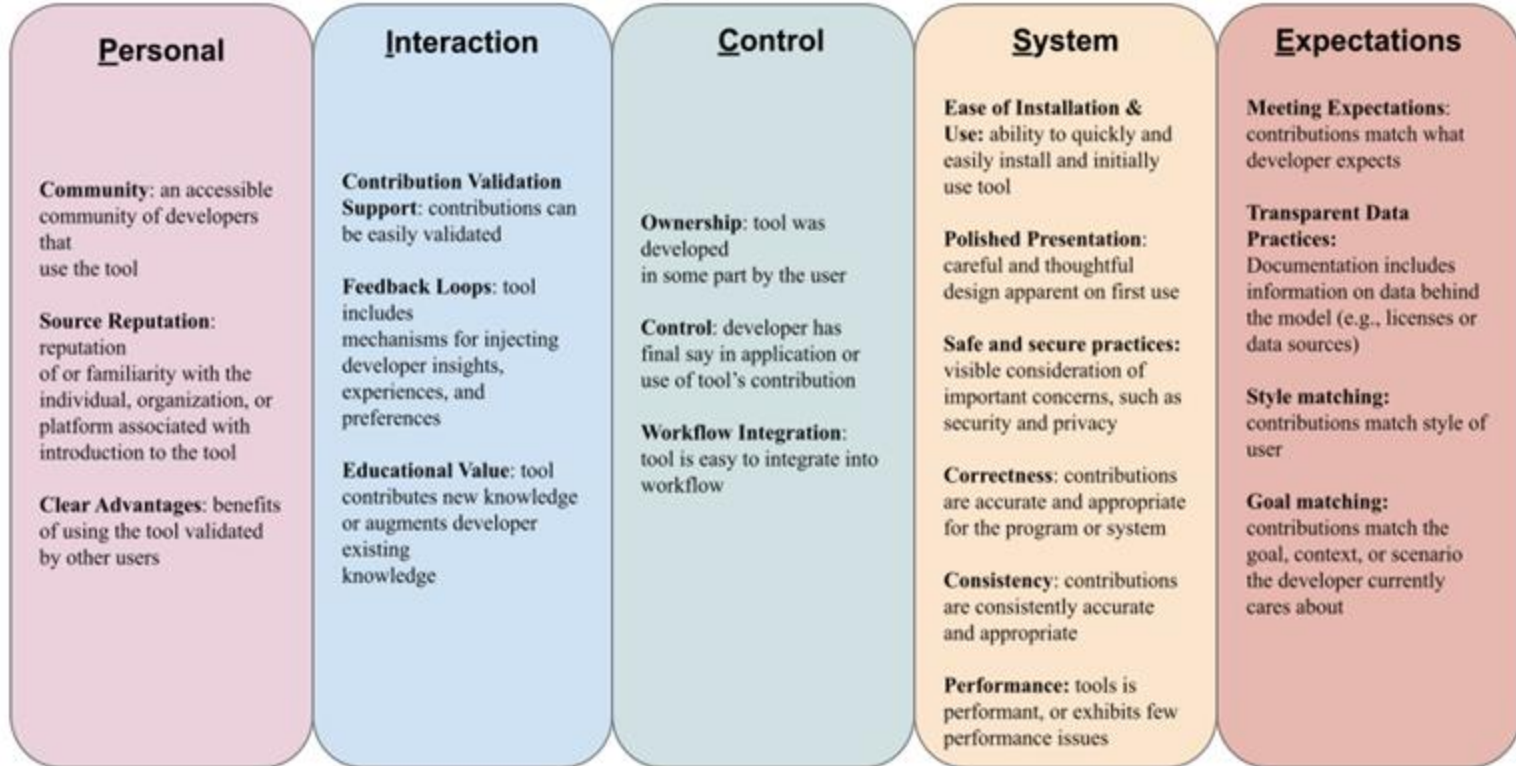 Personal
Community: an accessible
community of developers
that
use the tool
Source Reputation:
reputation
of or familiarity with the
individual, organization, or
platform associated with
introduction to the tool
Clear Advantages: benefits
of using the tool validated
by other users
Interaction
Contribution Validation
Support: contributions can
be easily validated
Feedback Loops: tool
includes
mechanisms for injecting
developer insights,
experiences, and
preferences
Educational Value: tool
contributes new knowledge
or augments developer
existing
knowledge
Control
Ownership: tool was
developed
in some part by the user
Control: developer has
final say in application or
use of tool's contribution
Workflow Integration:
tool is easy to integrate into
workflow
System
Ease of Installation &
Use: ability to quickly and
easily install and initially
use tool
Polished Presentation:
careful and thoughtful
design apparent on first use
Safe and secure practices:
visible consideration of
important concerns, such as
security and privacy
Correctness: contributions
are accurate and appropriate
for the program or system
Consistency: contributions
are consistently accurate
and appropriate
Performance: tools is
performant, or exhibits few
performance issues
Expectations
Meeting Expectations:
contributions match what
developer expects
Transparent Data
Practices:
Documentation includes
information on data behind
the model (e.g., licenses or
data sources)
Style matching:
contributions match style of
user
Goal matching:
contributions match the
goal, context, or scenario
the developer currently
cares about